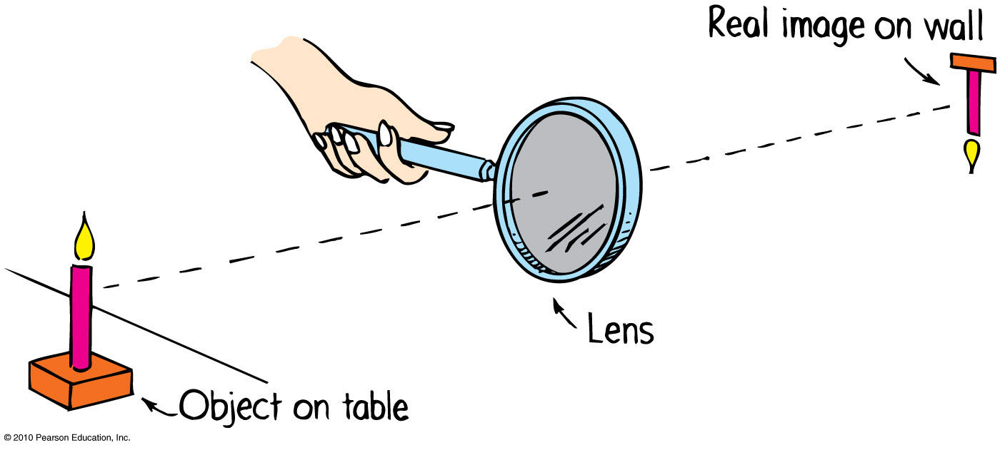 Real image on wall
Lens
Object on table
© 2010 Pearson Education, Inc.